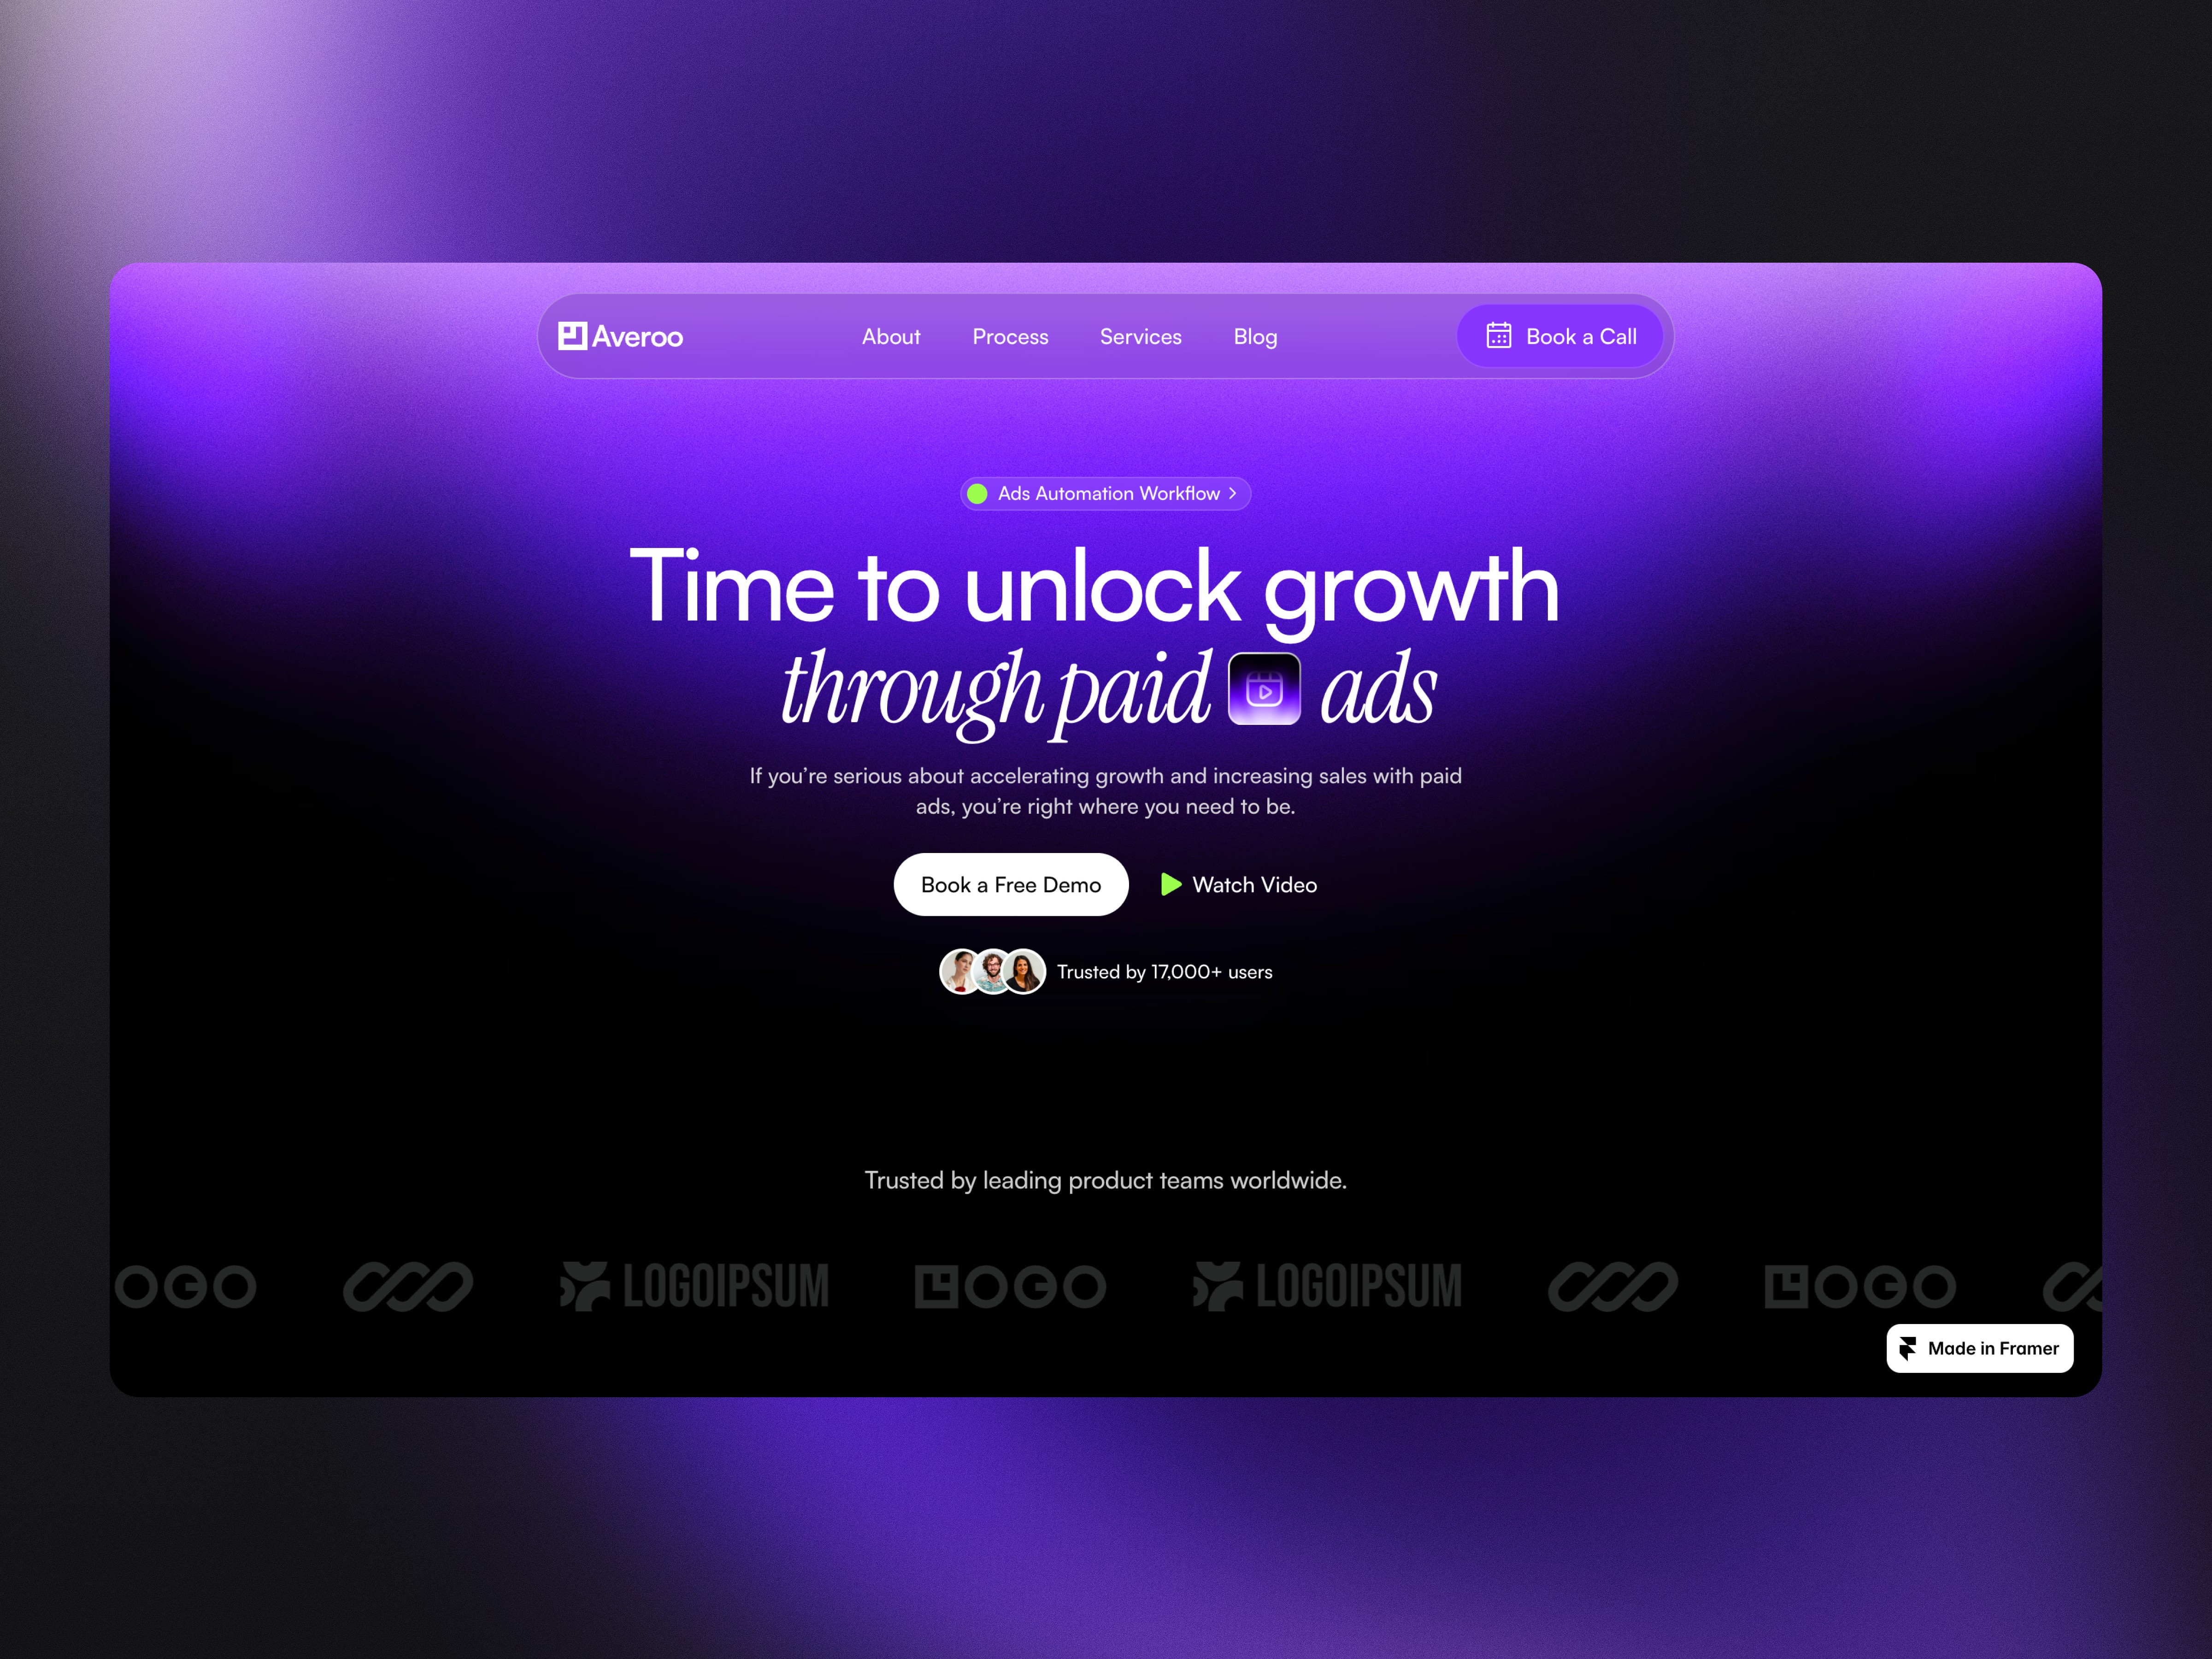 Averoo
About
Process
Services
Blog
Book a Call
Ads Automation Workflow
Time to unlock growth
through paid ads
If you’re serious about accelerating growth and increasing sales with paid
ads, you’re right where you need to be.
Book a Free Demo
Watch Video
Trusted by 17,000+ users
Trusted by leading product teams worldwide.
OGO
LOGOIPSUM
LOGO
LOGOIPSUM
LOGO
Made in Framer